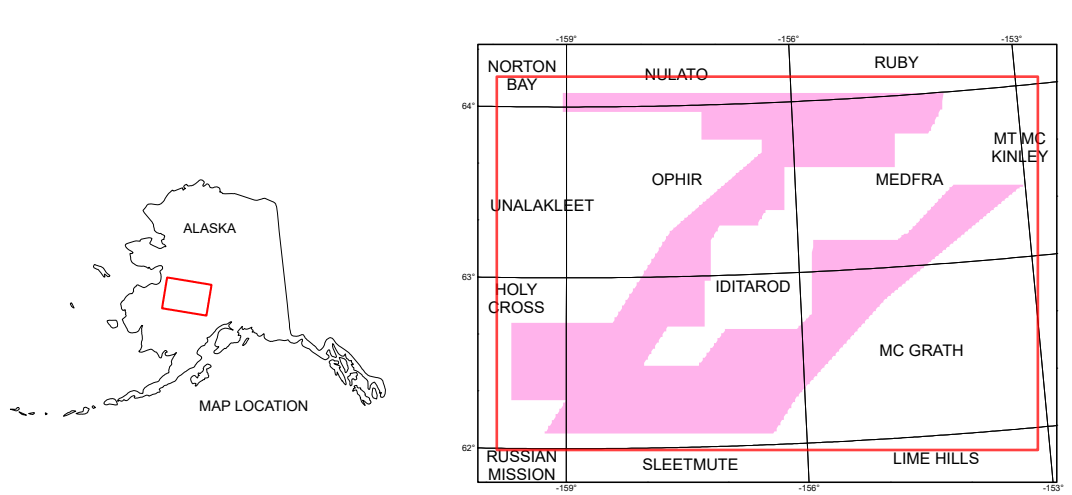 ALASKA
MAP LOCATION
-159°
-156°
-153°
NORTON
BAY
NULATO
RUBY
64°
MT MC
KINLEY
OPHIR
MEDFRA
UNALAKLEET
63°
HOLY
CROSS
IDITAROD
MC GRATH
62°
RUSSIAN
MISSION
SLEETMUTE
LIME HILLS
-159°
-156°
-153°